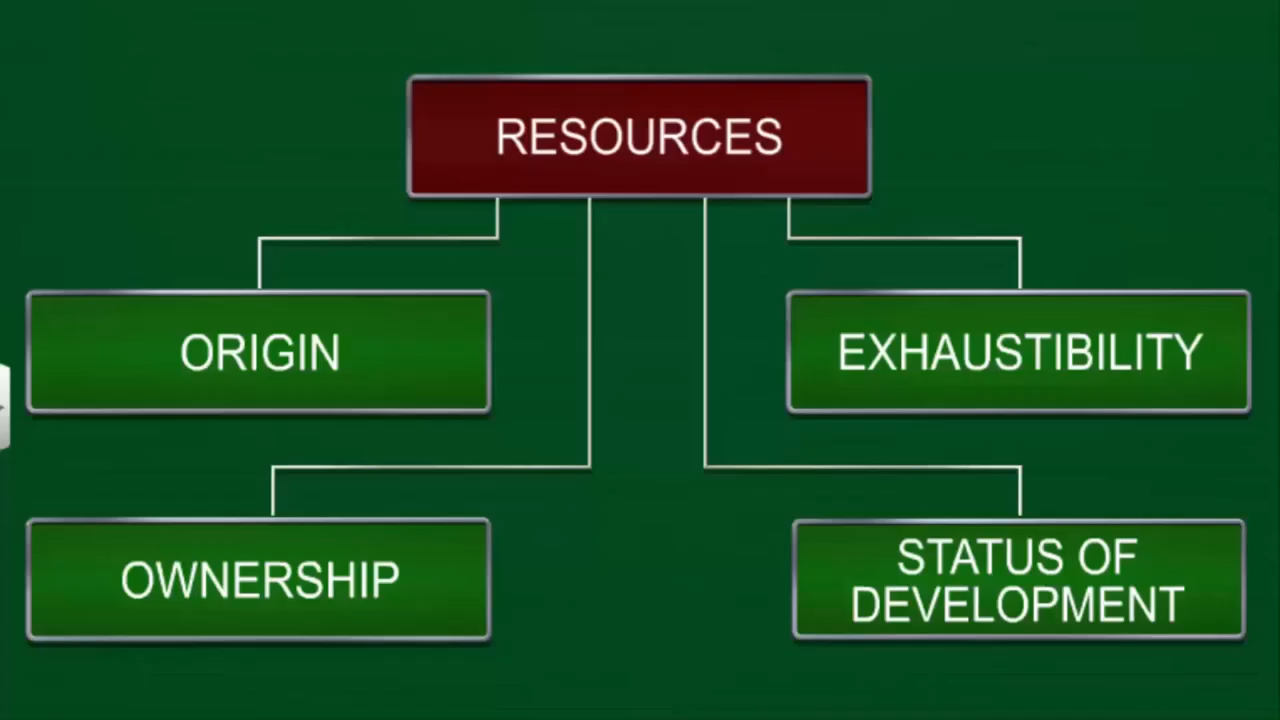 RESOURCES
ORIGIN
EXHAUSTIBILITY
OWNERSHIP
STATUS OF
DEVELOPMENT